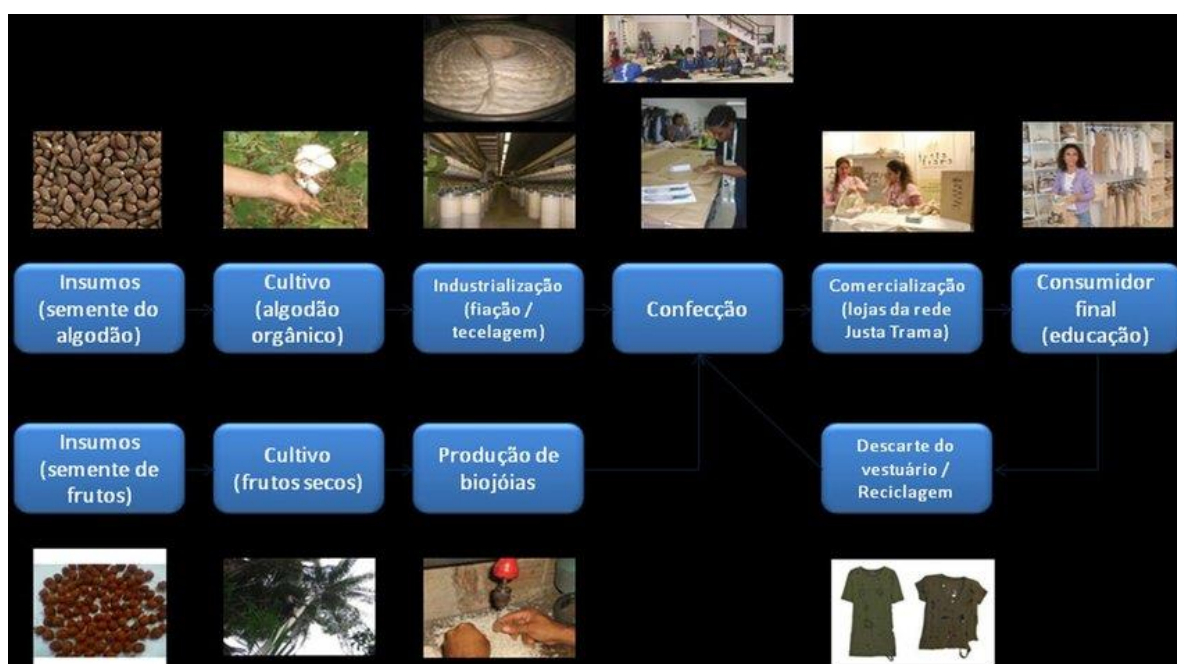 Insumos
(semente do
algodão)
Cultivo
(algodão
orgânico)
Industrialização
(fiação /
tecelagem)
Confecção
Comercialização
(lojas da rede
Justa Trama)
Consumidor
final
(educação)
Insumos
(semente de
frutos)
Cultivo
(frutos secos)
Produção de
biojóias
Descarte do
vestuário /
Reciclagem